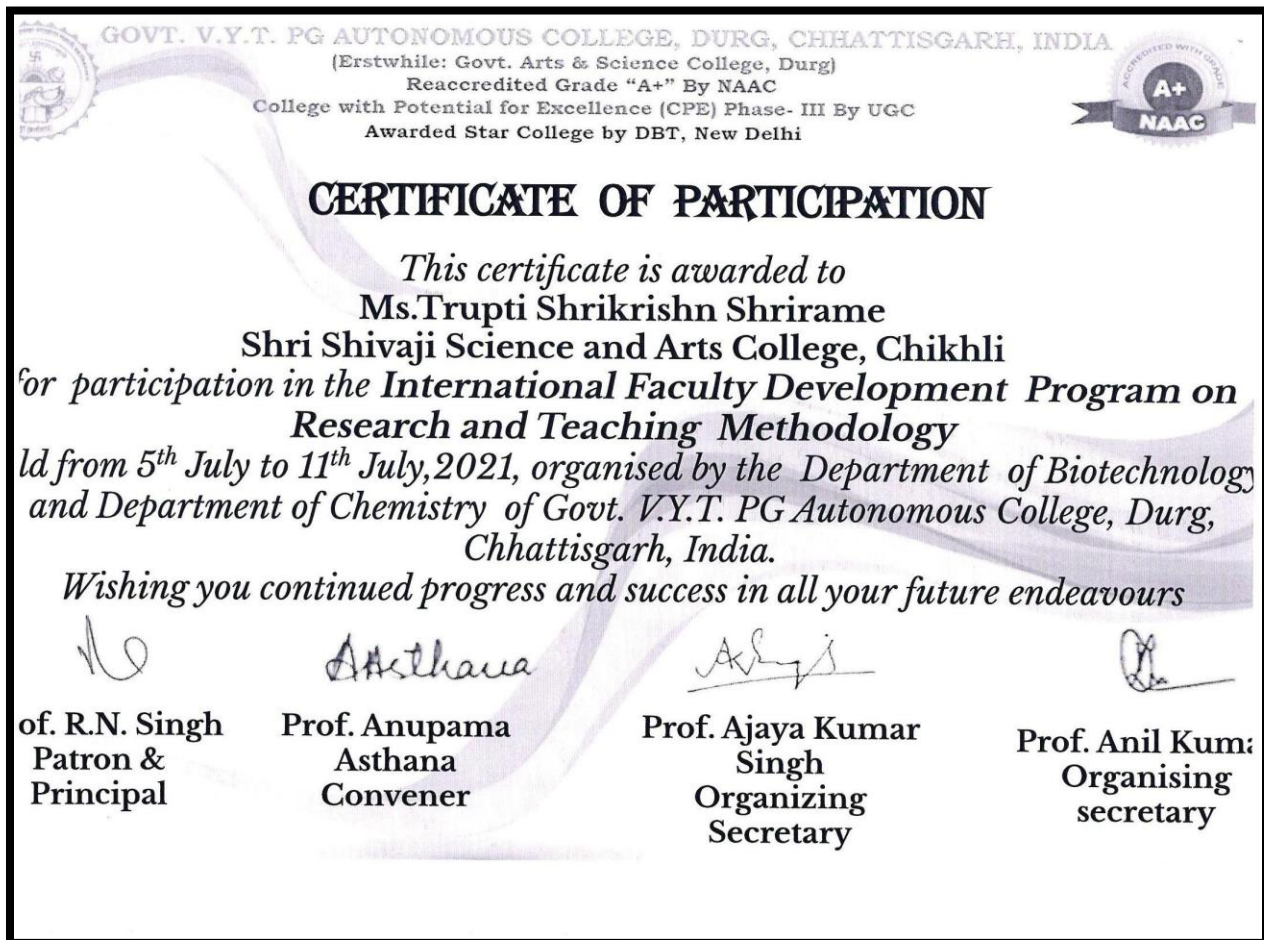 GOVT. V.Y.T. PG AUTONOMOUS COLLEGE, DURG, CHHATTISGARH, INDIA
(Erstwhile: Govt. Arts & Science College, Durg)
Reaccredited Grade "A+" By NAAC
College with Potential for Excellence (CPE) Phase- III By UGC
Awarded Star College by DBT, New Delhi
ACCREDITED WITH GRADE
A+
NAAC
CERTIFICATE OF PARTICIPATION
This certificate is awarded to
Ms.Trupti Shrikrishn Shrirame
Shri Shivaji Science and Arts College, Chikhli
for participation in the International Faculty Development Program on
Research and Teaching Methodology
ld from 5th July to 11th July,2021, organised by the Department of Biotechnology
and Department of Chemistry of Govt. V.Y.T. PG Autonomous College, Durg,
Chhattisgarh, India.
Wishing you continued progress and success in all your future endeavours
AAsthana
of. R.N. Singh
Patron &
Principal
Prof. Anupama
Asthana
Convener
Prof. Ajaya Kumar
Singh
Organizing
Secretary
Prof. Anil Kuma
Organising
secretary